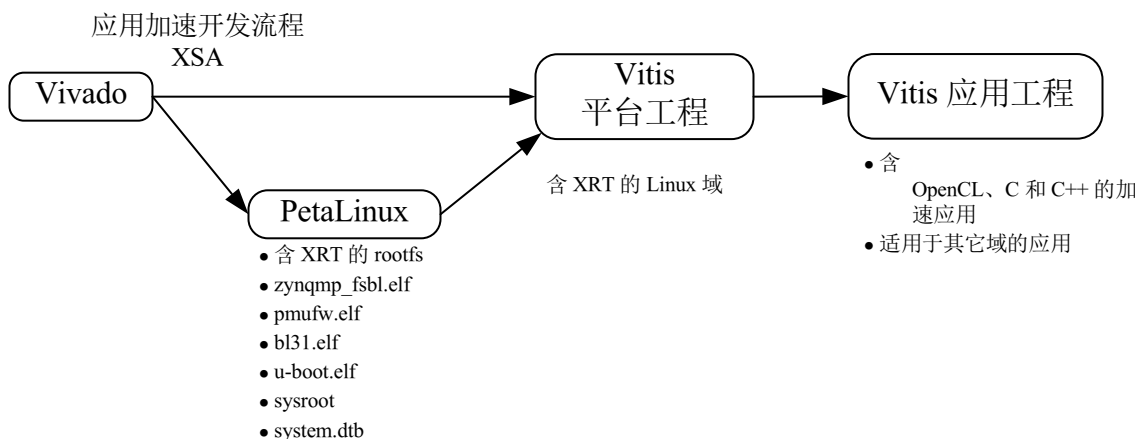 应用加速开发流程
XSA
Vivado
Vitis
平台工程
Vitis 应用工程
含 XRT 的 Linux 域
● 含
OpenCL、C 和 C++ 的加
速应用
● 适用于其它域的应用
PetaLinux
● 含 XRT 的 rootfs
● zynqmp_fsbl.elf
● pmufw.elf
● bl31.elf
● u-boot.elf
● sysroot
● system.dtb